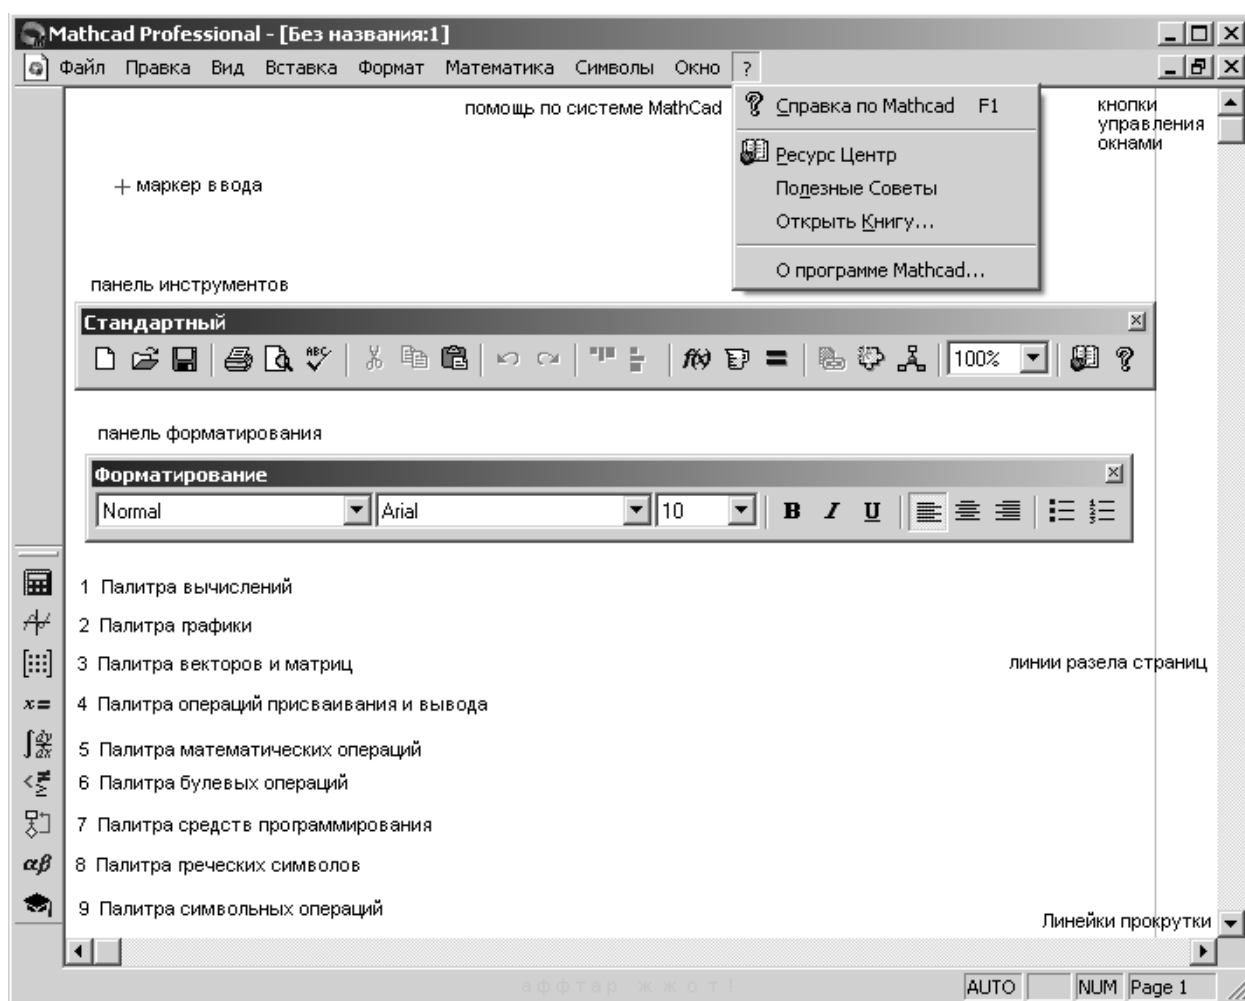 Mathcad Professional - [Без названия:1]
Файл Правка Вид Вставка Формат Математика Символы Окно ?
помощь по системе MathCad
Справка по Mathcad F1
Ресурс Центр
Полезные Советы
Открыть Книгу...
О программе Mathcad...
кнопки
управления
окнами
маркер ввода
панель инструментов
Стандартный
ABC
f(x)
100%
панель форматирования
Форматирование
Normal Arial 10 B I U
1 Палитра вычислений
2 Палитра графики
3 Палитра векторов и матриц
линии разела страниц
x= 4 Палитра операций присваивания и вывода
∫ dy/dx 5 Палитра математических операций
6 Палитра булевых операций
7 Палитра средств программирования
αβ 8 Палитра греческих символов
9 Палитра символьных операций
Линейки прокрутки
аффтар жжот!
AUTO NUM Page 1